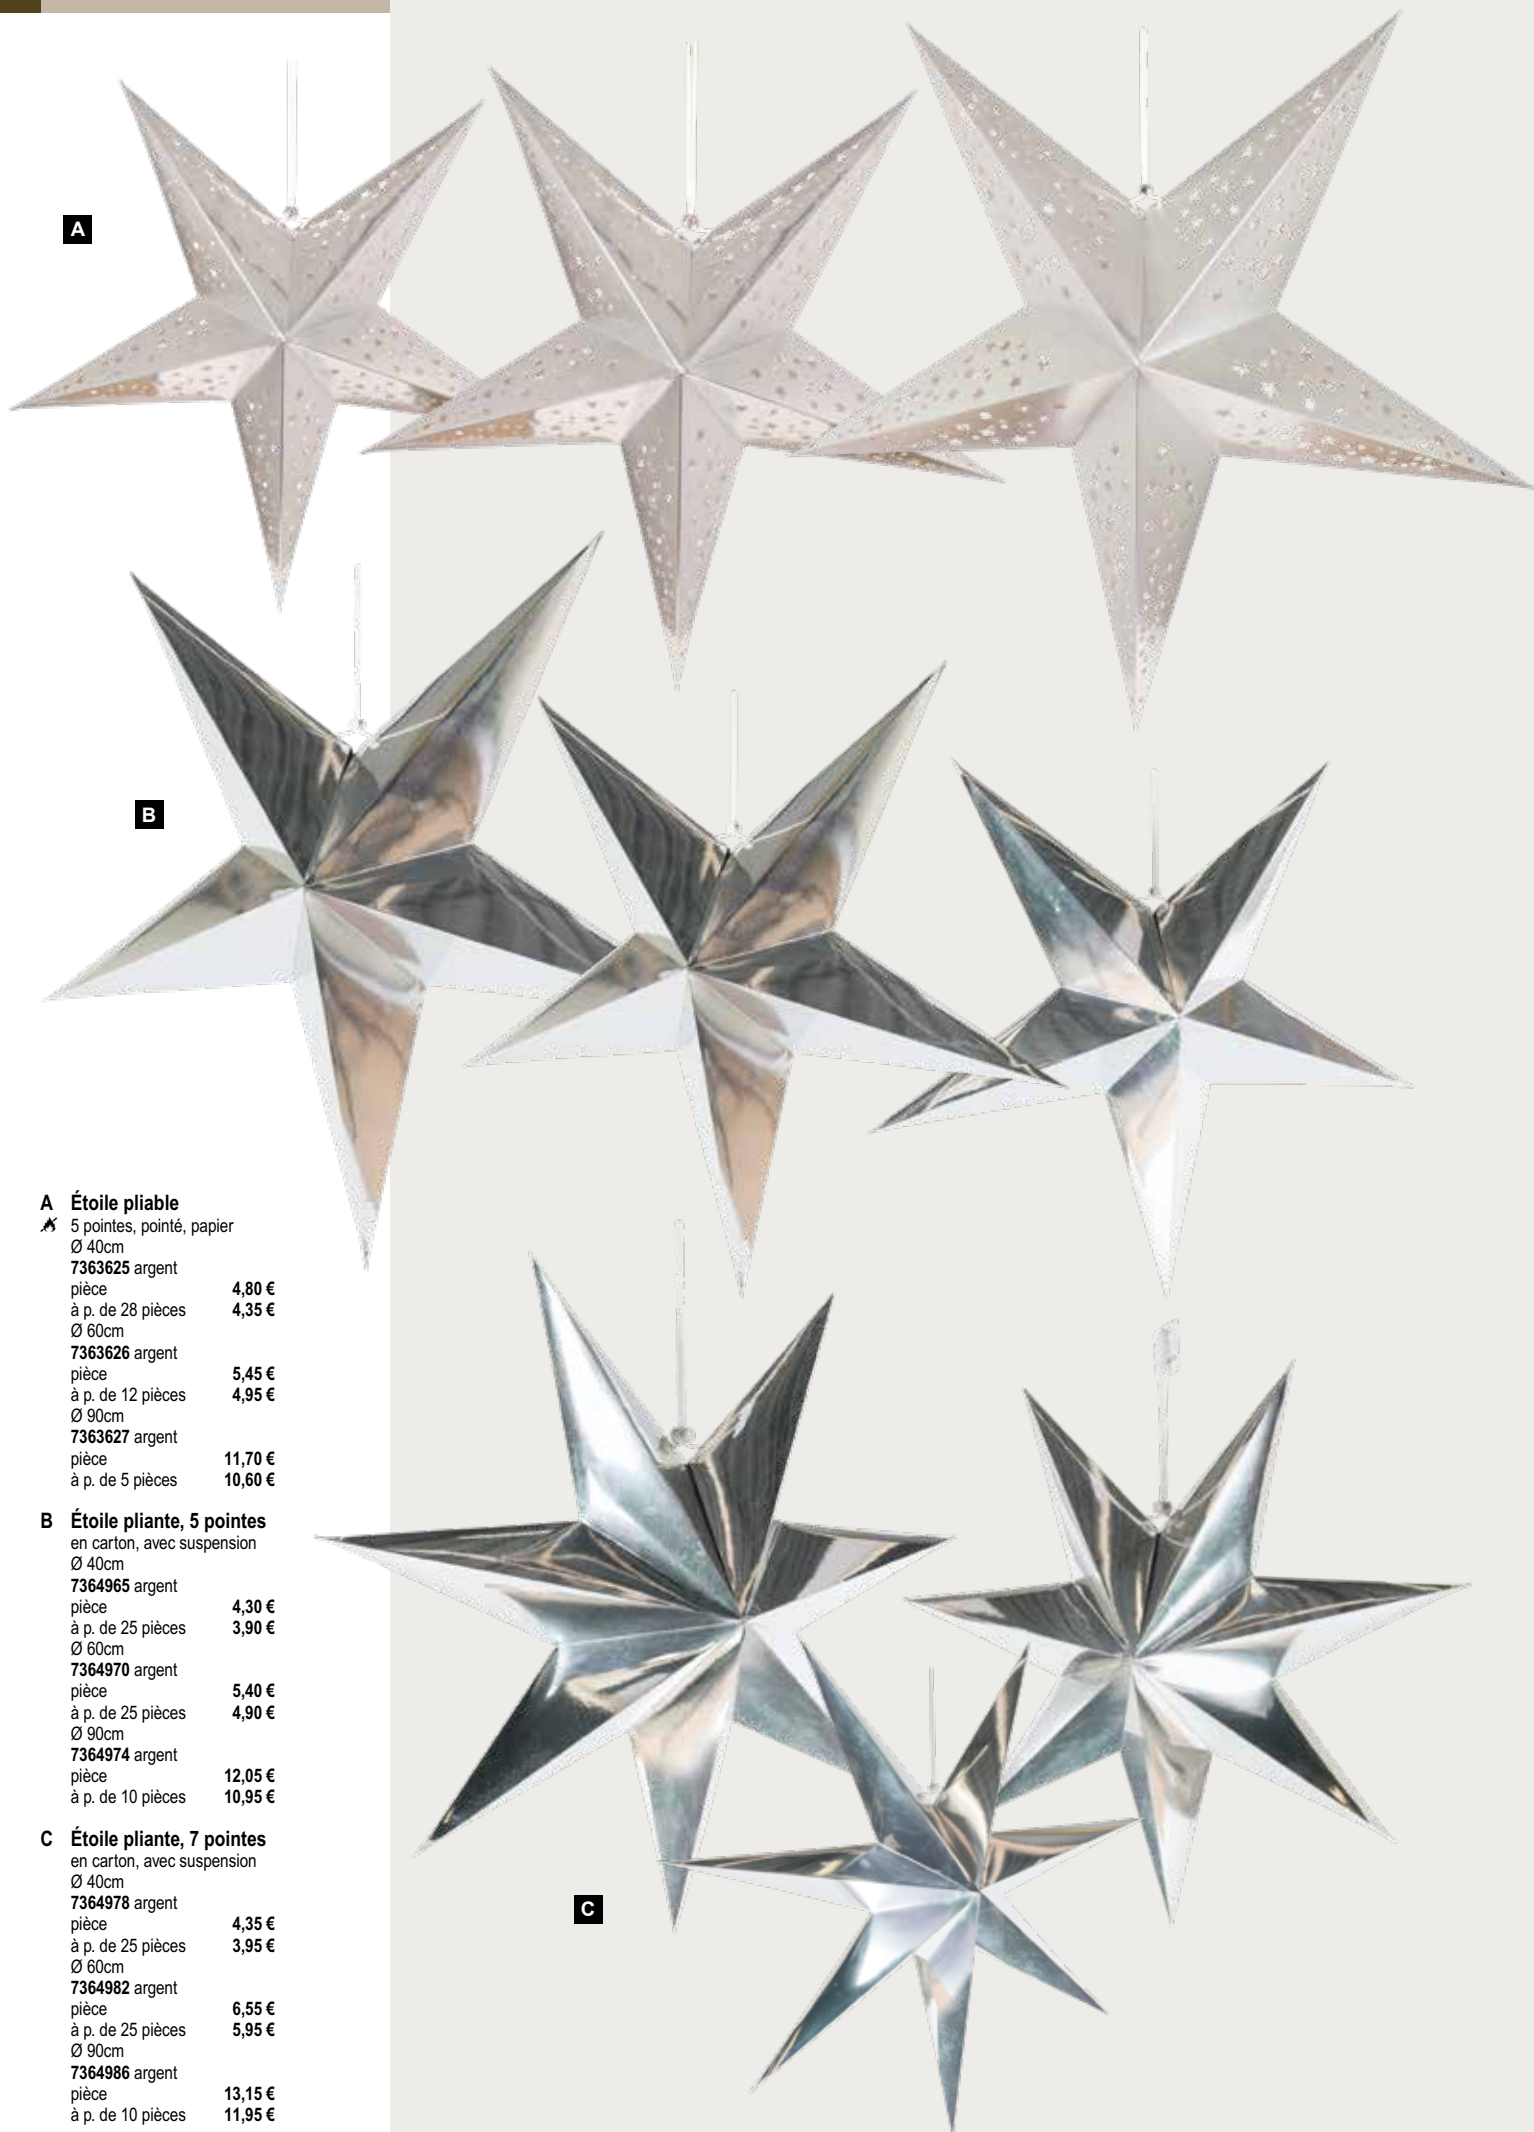 A
B
A Étoile pliable
5 pointes, pointé, papier
Ø 40cm
7363625 argent
pièce 4,80 €
à p. de 28 pièces 4,35 €
Ø 60cm
7363626 argent
pièce 5,45 €
à p. de 12 pièces 4,95 €
Ø 90cm
7363627 argent
pièce 11,70 €
à p. de 5 pièces 10,60 €
B Étoile pliante, 5 pointes
en carton, avec suspension
Ø 40cm
7364965 argent
pièce 4,30 €
à p. de 25 pièces 3,90 €
Ø 60cm
7364970 argent
pièce 5,40 €
à p. de 25 pièces 4,90 €
Ø 90cm
7364974 argent
pièce 12,05 €
à p. de 10 pièces 10,95 €
C Étoile pliante, 7 pointes
en carton, avec suspension
Ø 40cm
7364978 argent
pièce 4,35 €
à p. de 25 pièces 3,95 €
Ø 60cm
7364982 argent
pièce 6,55 €
à p. de 25 pièces 5,95 €
Ø 90cm
7364986 argent
pièce 13,15 €
à p. de 10 pièces 11,95 €
C